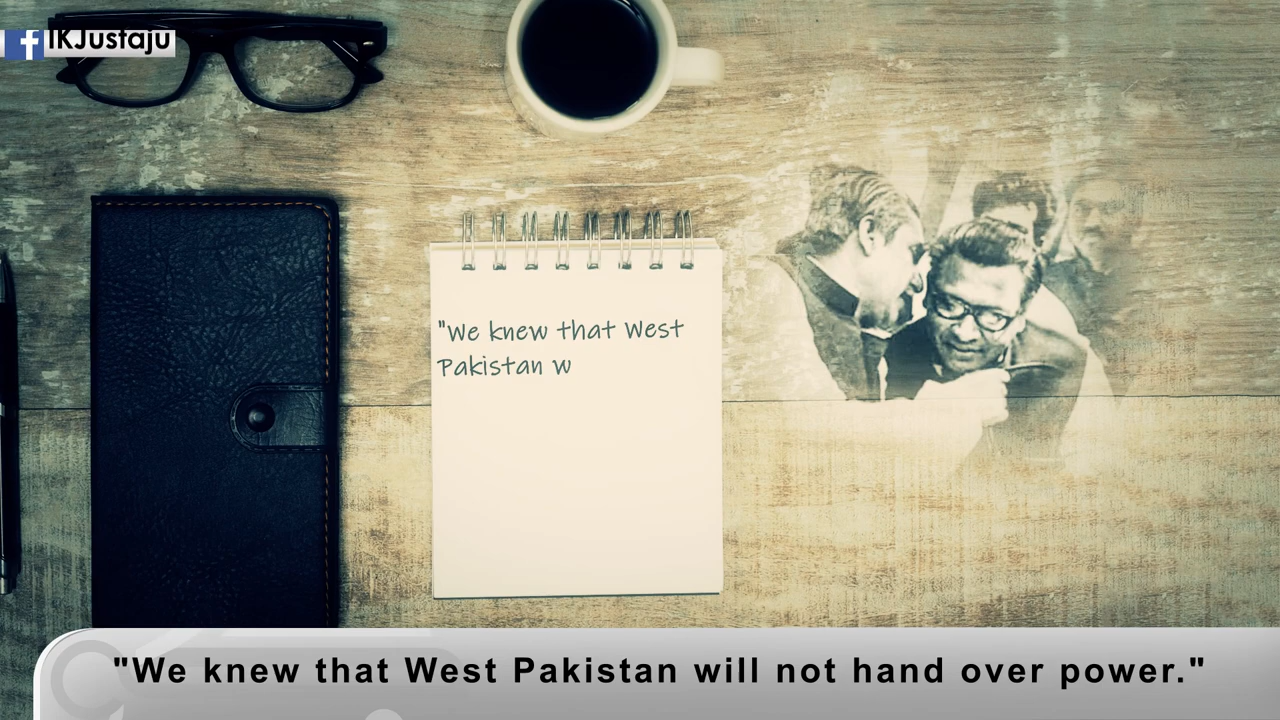 IKJustaju
"We knew that West
Pakistan w
"We knew that West Pakistan will not hand over power."